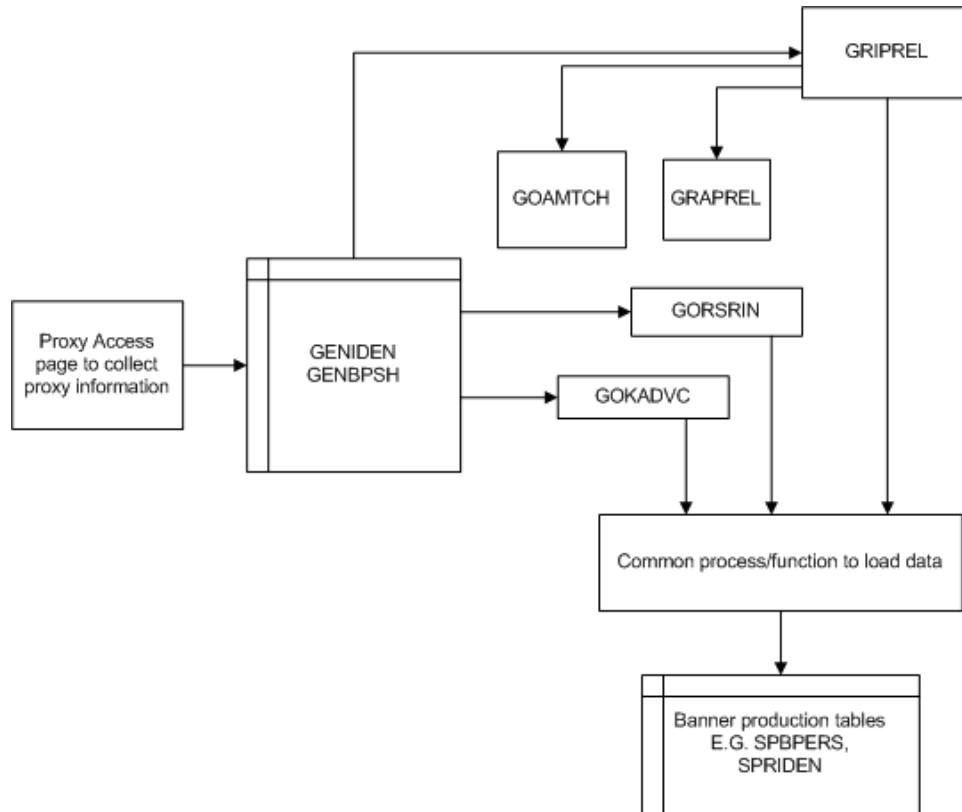 GRIPREL
GOAMTCH
GRAPREL
Proxy Access
page to collect
proxy information
GENIDEN
GENBPSH
GORSRIN
GOKADVC
Common process/function to load data
Banner production tables
E.G. SPBPERS,
SPRIDEN